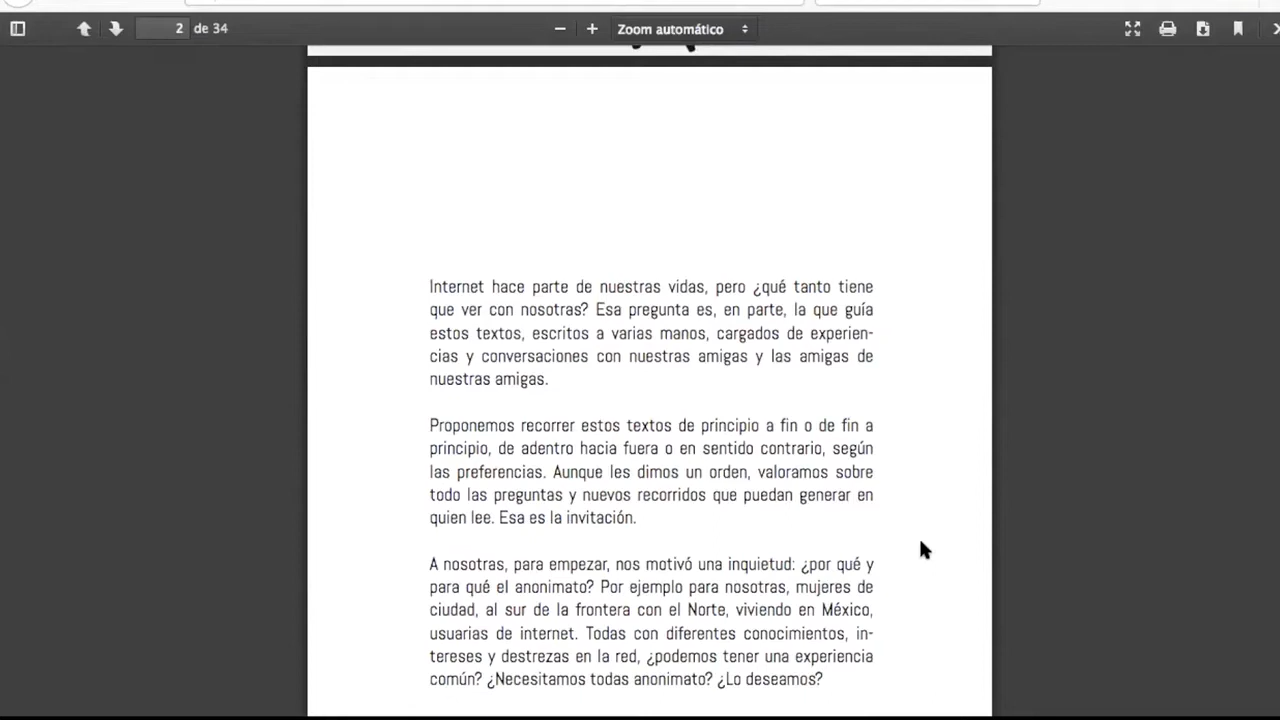 2 de 34
Zoom automático
Internet hace parte de nuestras vidas, pero ¿qué tanto tiene
que ver con nosotras? Esa pregunta es, en parte, la que guía
estos textos, escritos a varias manos, cargados de experien-
cias y conversaciones con nuestras amigas y las amigas de
nuestras amigas.
Proponemos recorrer estos textos de principio a fin o de fin a
principio, de adentro hacia fuera o en sentido contrario, según
las preferencias. Aunque les dimos un orden, valoramos sobre
todo las preguntas y nuevos recorridos que puedan generar en
quien lee. Esa es la invitación.
A nosotras, para empezar, nos motivó una inquietud: ¿por qué y
para qué el anonimato? Por ejemplo para nosotras, mujeres de
ciudad, al sur de la frontera con el Norte, viviendo en México,
usuarias de internet. Todas con diferentes conocimientos, in-
tereses y destrezas en la red, ¿podemos tener una experiencia
común? ¿Necesitamos todas anonimato? ¿Lo deseamos?